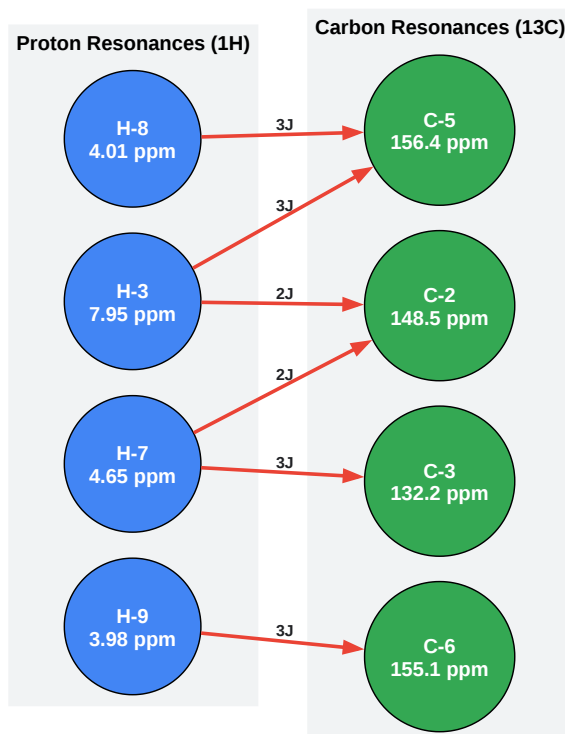 Proton Resonances (1H)
Carbon Resonances (13C)
H-8
4.01 ppm
3J
C-5
156.4 ppm
3J
H-3
7.95 ppm
2J
C-2
148.5 ppm
2J
H-7
4.65 ppm
3J
C-3
132.2 ppm
H-9
3.98 ppm
3J
C-6
155.1 ppm